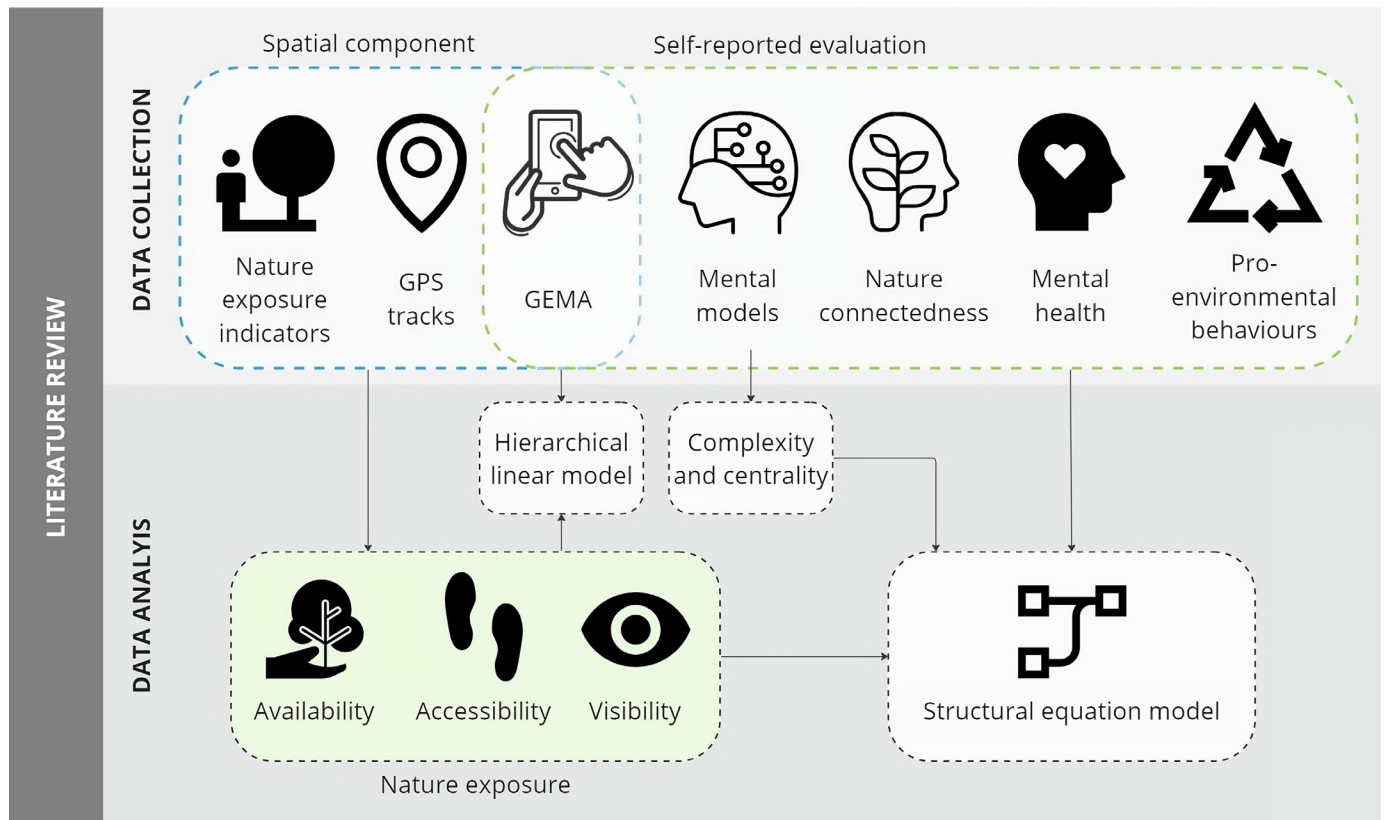 LITERATURE REVIEW
DATA COLLECTION
Spatial component
Self-reported evaluation
Nature
exposure
indicators
GPS
tracks
GEMA
Mental
models
Nature
connectedness
Mental
health
Pro-
environmental
behaviours
DATA ANALYIS
Hierarchical
linear model
Complexity
and centrality
Availability
Accessibility
Visibility
Nature exposure
Structural equation model